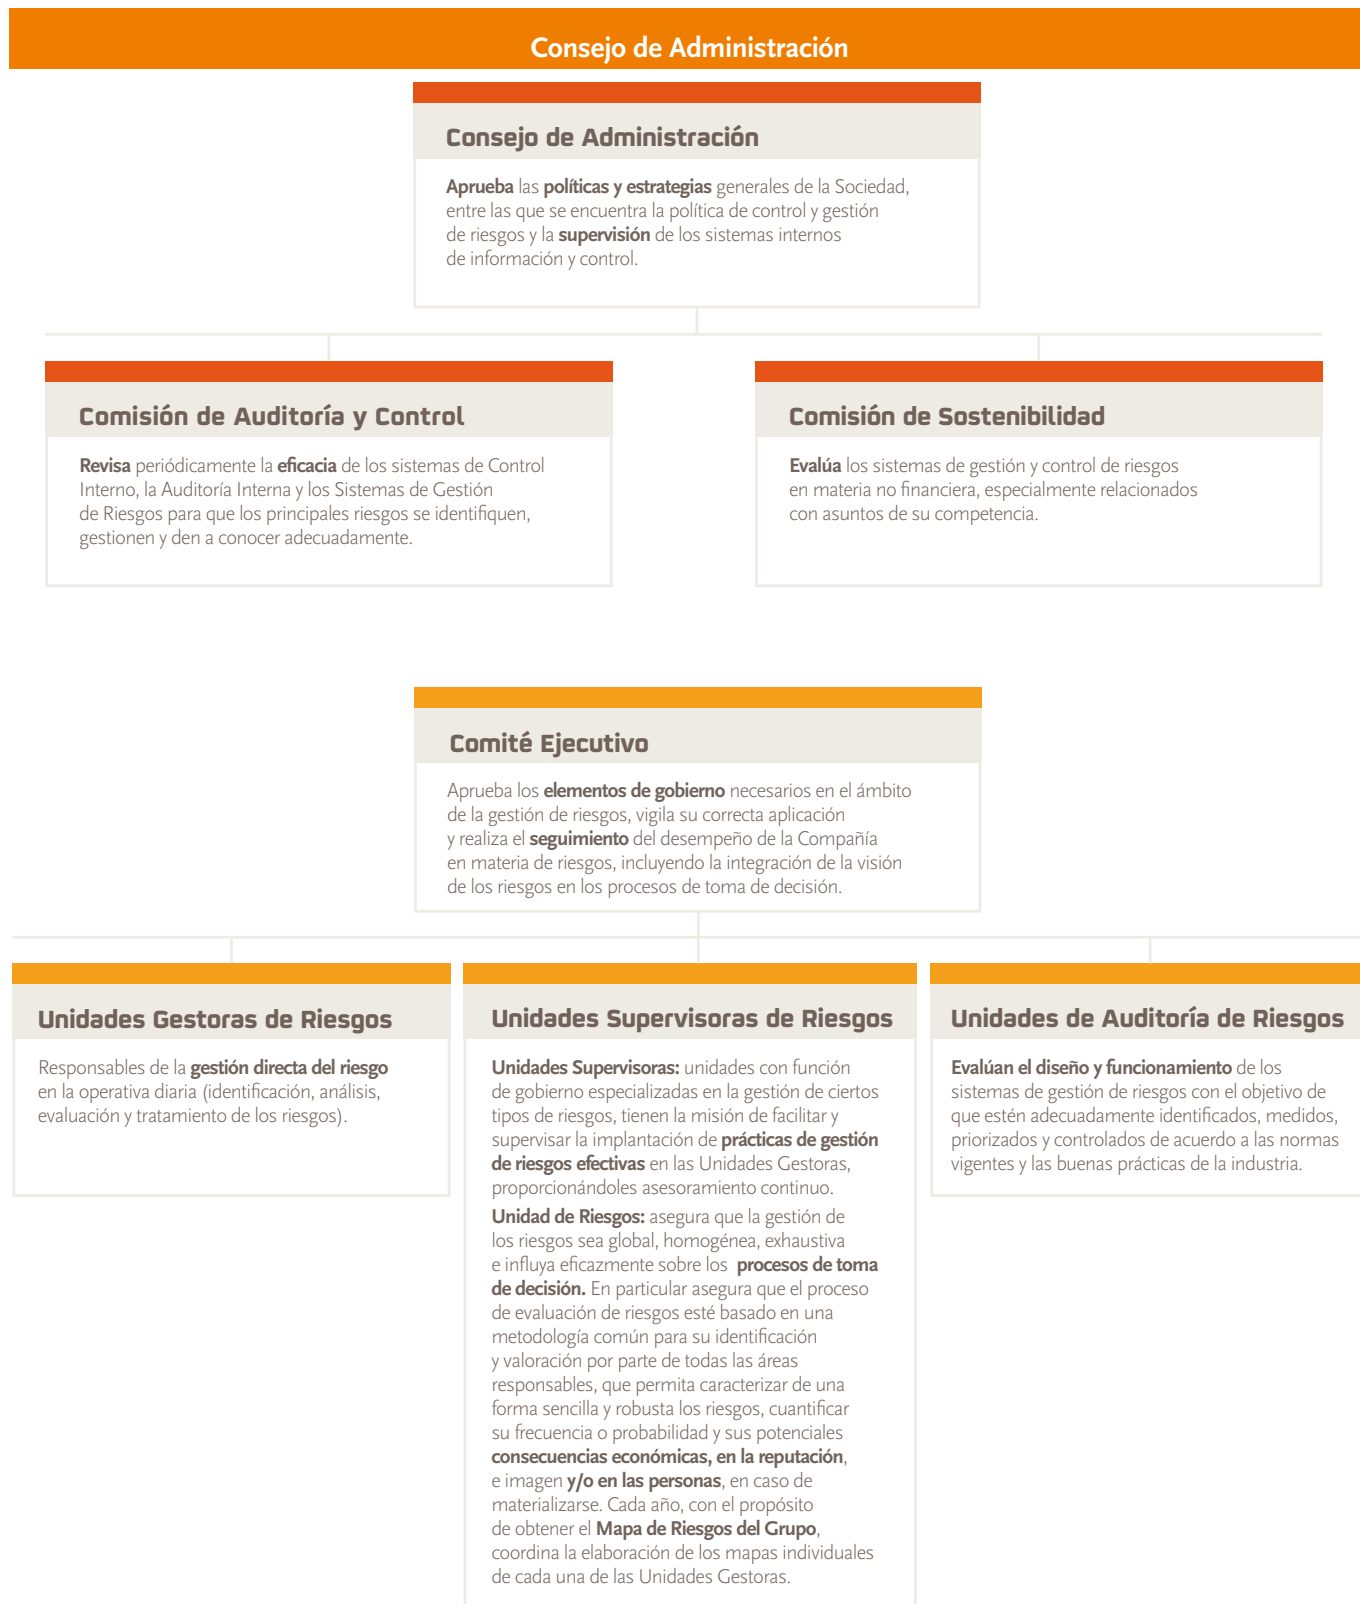 Consejo de Administración
Consejo de Administración
Aprueba las políticas y estrategias generales de la Sociedad,
entre las que se encuentra la política de control y gestión
de riesgos y la supervisión de los sistemas internos
de información y control.
Comisión de Auditoría y Control
Revisa periódicamente la eficacia de los sistemas de Control
Interno, la Auditoría Interna y los Sistemas de Gestión
de Riesgos para que los principales riesgos se identifiquen,
gestionen y den a conocer adecuadamente.
Comisión de Sostenibilidad
Evalúa los sistemas de gestión y control de riesgos
en materia no financiera, especialmente relacionados
con asuntos de su competencia.
Comité Ejecutivo
Aprueba los elementos de gobierno necesarios en el ámbito
de la gestión de riesgos, vigila su correcta aplicación
y realiza el seguimiento del desempeño de la Compañía
en materia de riesgos, incluyendo la integración de la visión
de los riesgos en los procesos de toma de decisión.
Unidades Gestoras de Riesgos
Responsables de la gestión directa del riesgo
en la operativa diaria (identificación, análisis,
evaluación y tratamiento de los riesgos).
Unidades Supervisoras de Riesgos
Unidades Supervisoras: unidades con función
de gobierno especializadas en la gestión de ciertos
tipos de riesgos, tienen la misión de facilitar y
supervisar la implantación de prácticas de gestión
de riesgos efectivas en las Unidades Gestoras,
proporcionándoles asesoramiento continuo.
Unidad de Riesgos: asegura que la gestión de
los riesgos sea global, homogénea, exhaustiva
e influya eficazmente sobre los procesos de toma
de decisión. En particular asegura que el proceso
de evaluación de riesgos esté basado en una
metodología común para su identificación
y valoración por parte de todas las áreas
responsables, que permita caracterizar de una
forma sencilla y robusta los riesgos, cuantificar
su frecuencia o probabilidad y sus potenciales
consecuencias económicas, en la reputación,
e imagen y/o en las personas, en caso de
materializarse. Cada año, con el propósito
de obtener el Mapa de Riesgos del Grupo,
coordina la elaboración de los mapas individuales
de cada una de las Unidades Gestoras.
Unidades de Auditoría de Riesgos
Evalúan el diseño y funcionamiento de los
sistemas de gestión de riesgos con el objetivo de
que estén adecuadamente identificados, medidos,
priorizados y controlados de acuerdo a las normas
vigentes y las buenas prácticas de la industria.